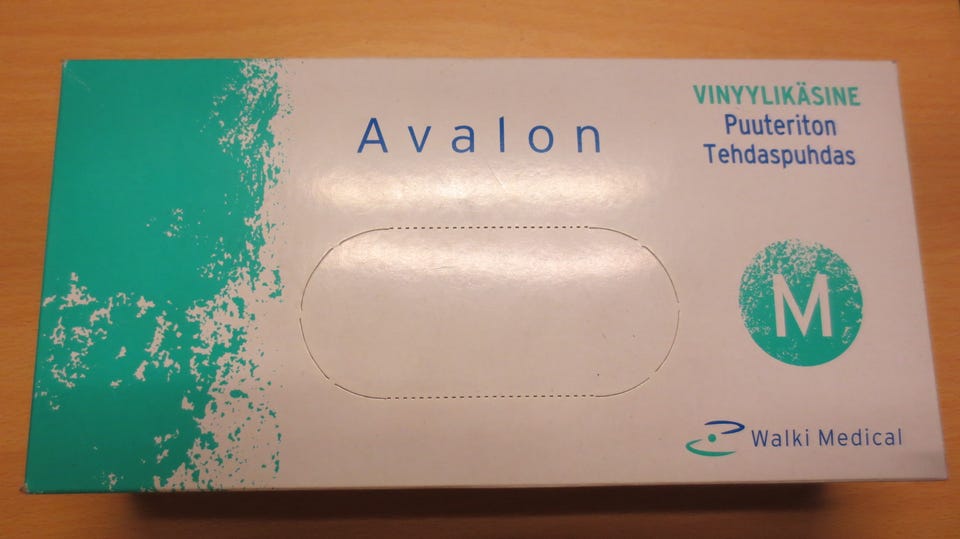 Avalon
VINYYLIKÄSINE
Puuteriton
Tehdaspuhdas
M
Walki Medical